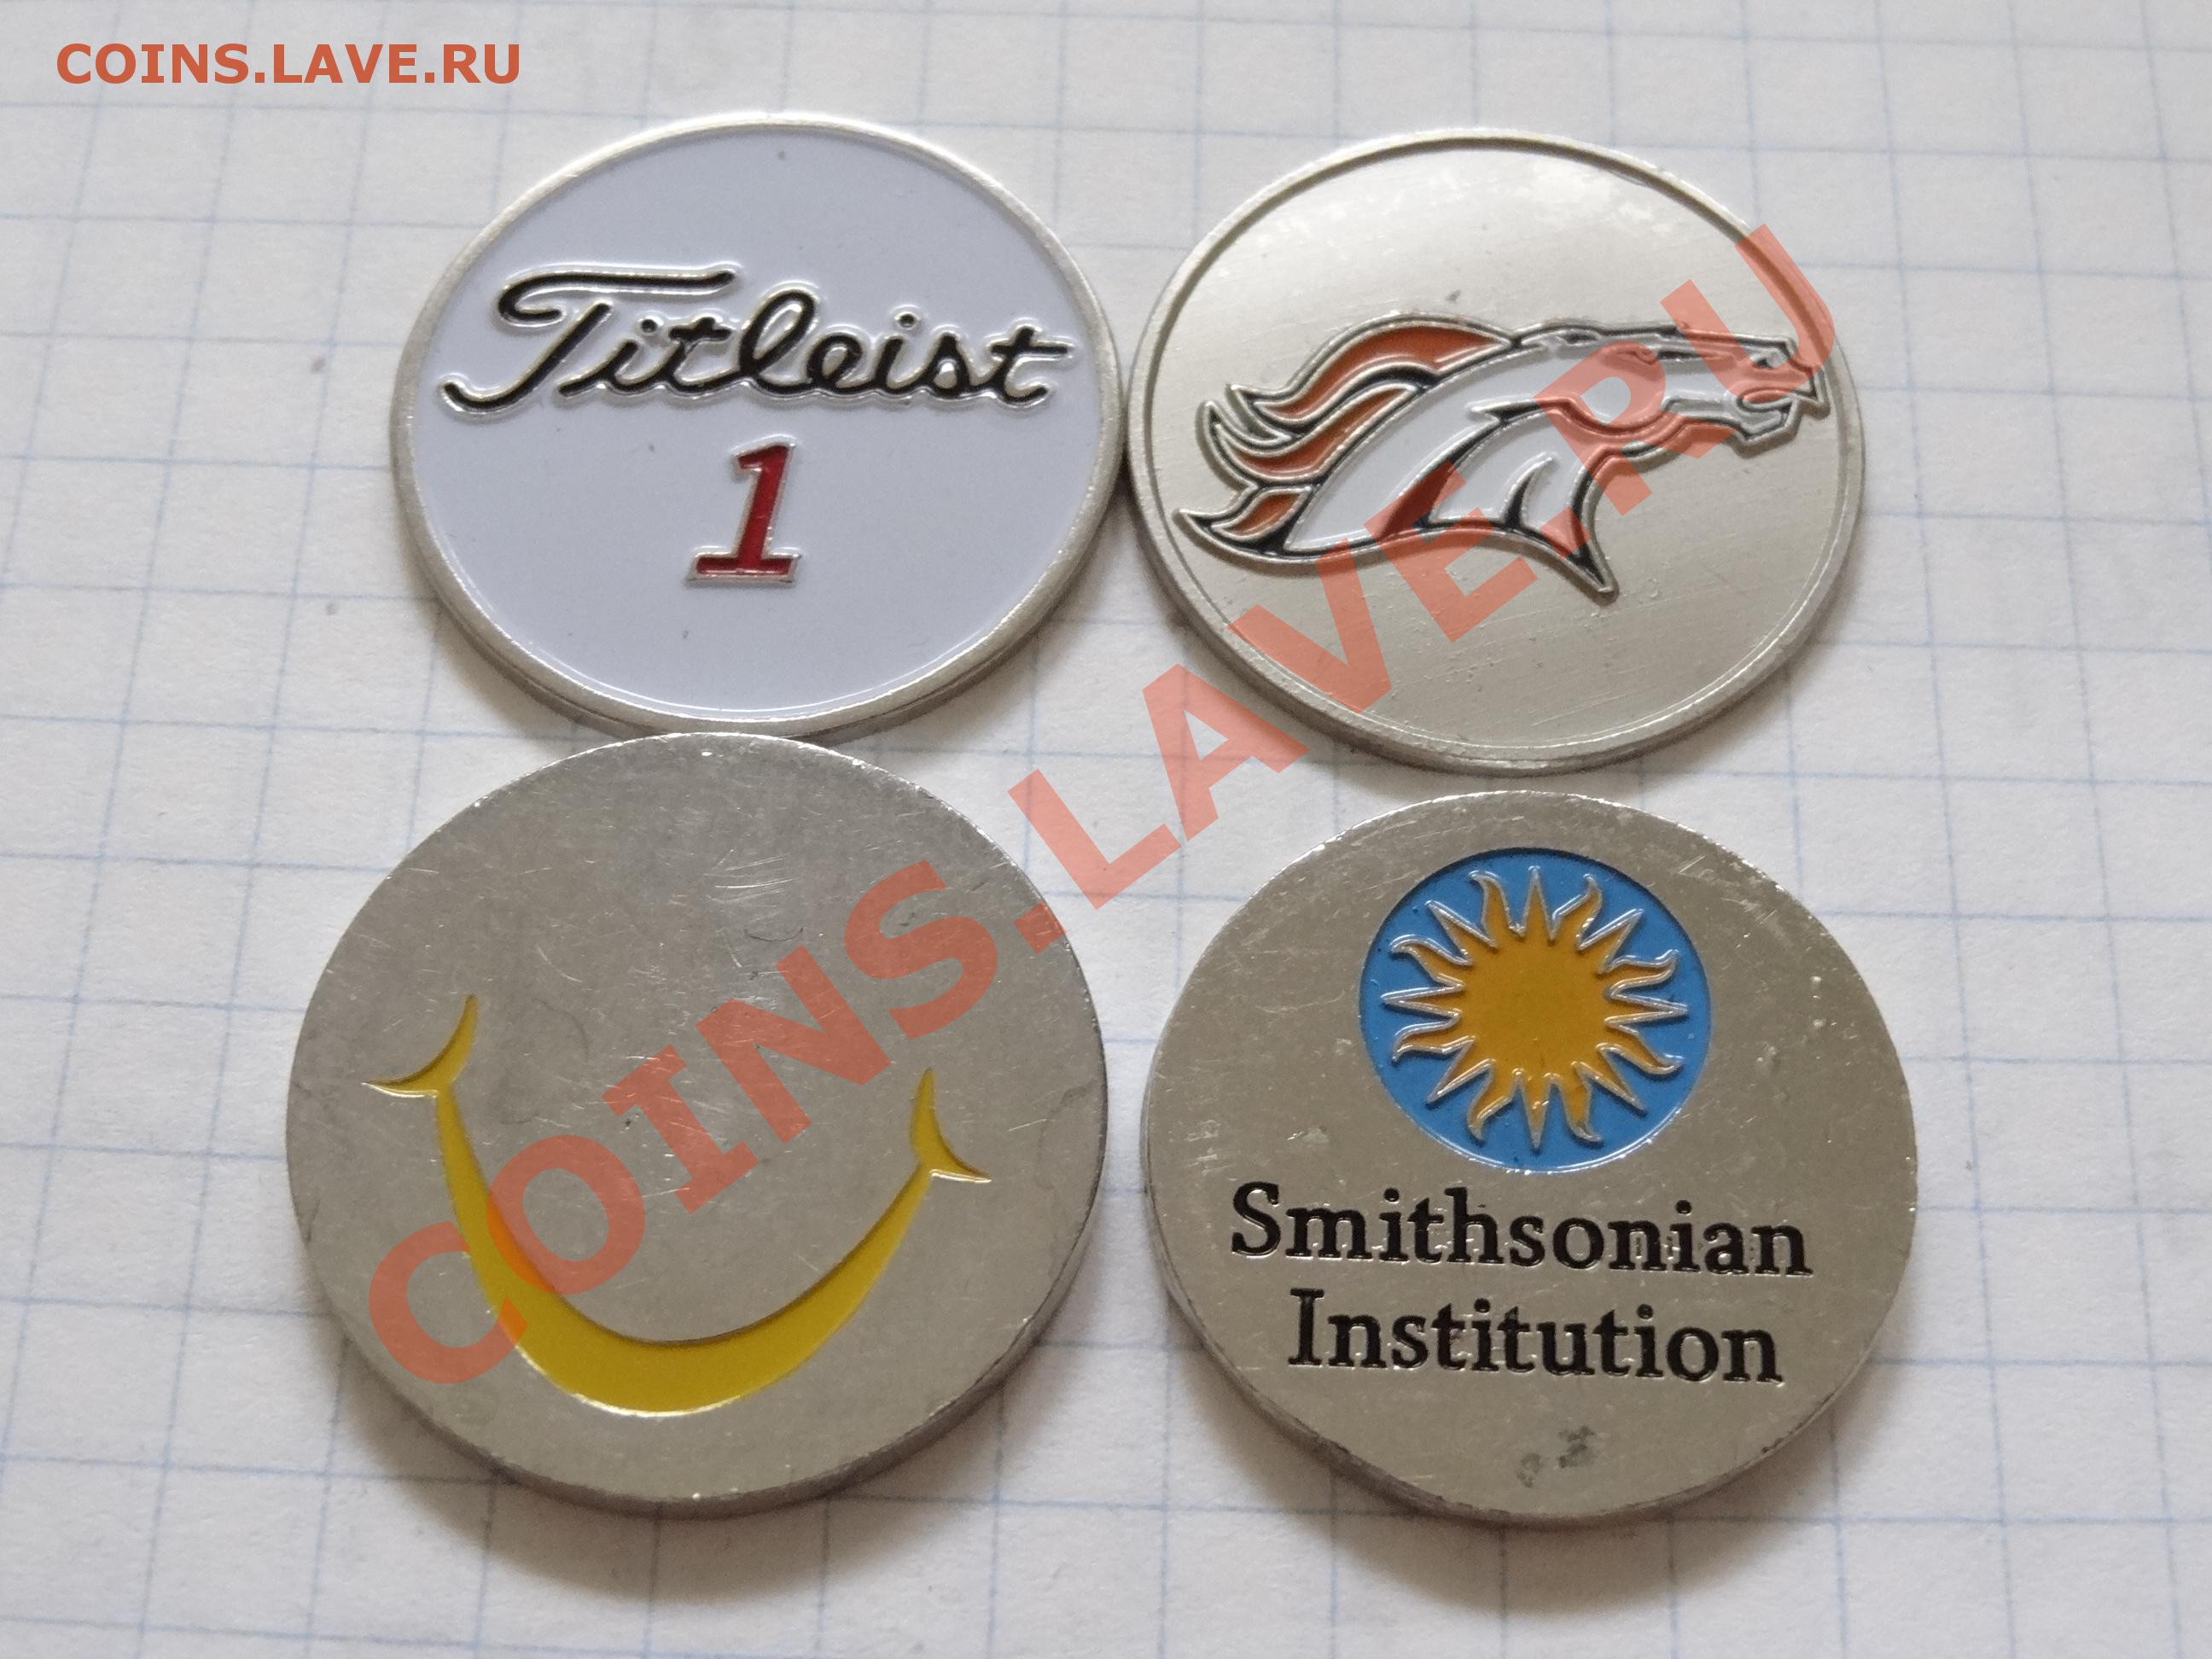 COINS.LAVE.RU
Titleist
1
COINS.LAVE.RU
Smithsonian
Institution